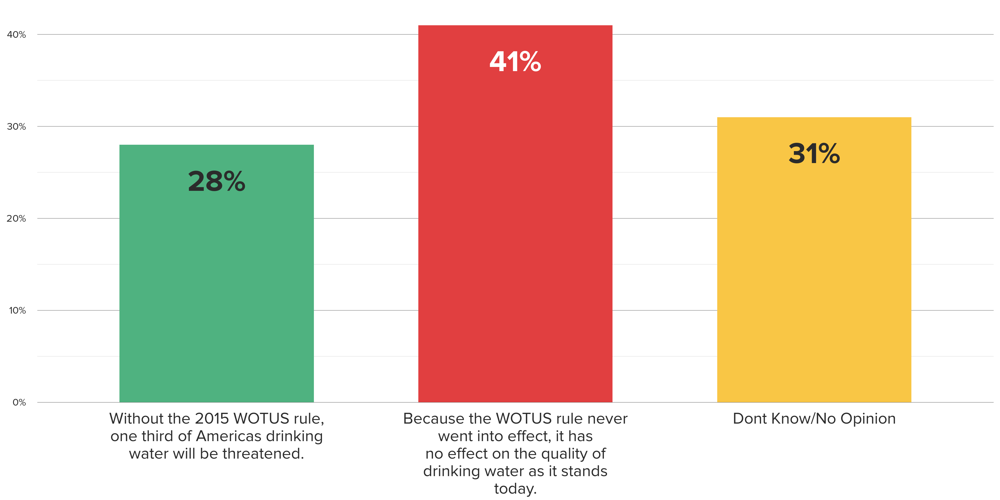 40%
41%
30%
31%
28%
20%
10%
0%
Without the 2015 WOTUS rule,
one third of Americas drinking
water will be threatened.
Because the WOTUS rule never
went into effect, it has
no effect on the quality of
drinking water as it stands
today.
Dont Know/No Opinion